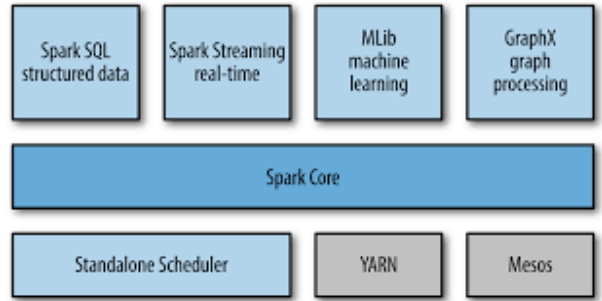 Spark SQL
structured data
Spark Streaming
real-time
MLib
machine
learning
GraphX
graph
processing
Spark Core
Standalone Scheduler
YARN
Mesos